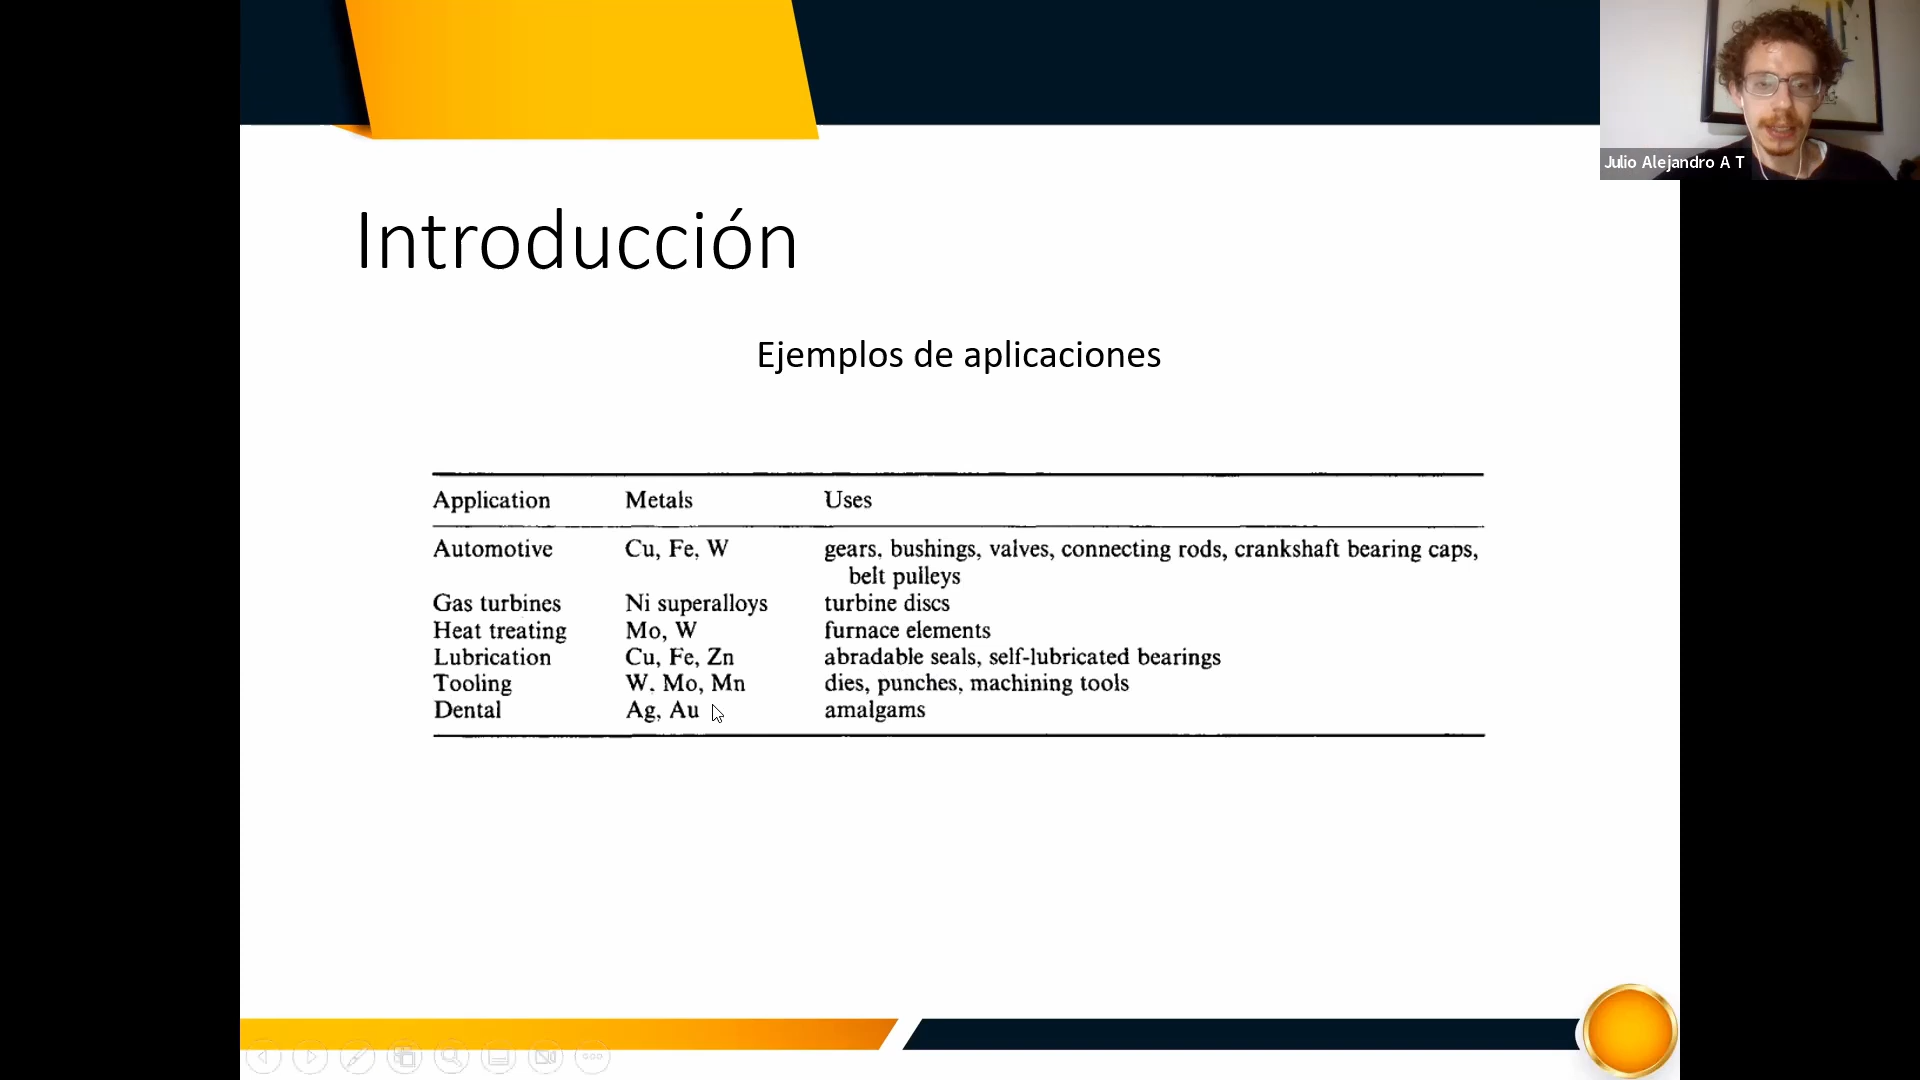 Julio Alejandro A T
Introducción
Ejemplos de aplicaciones
Application Metals Uses
Automotive Cu, Fe, W gears, bushings, valves, connecting rods, crankshaft bearing caps,
belt pulleys
Gas turbines Ni superalloys turbine discs
Heat treating Mo, W furnace elements
Lubrication Cu, Fe, Zn abradable seals, self-lubricated bearings
Tooling W, Mo, Mn dies, punches, machining tools
Dental Ag, Au amalgams